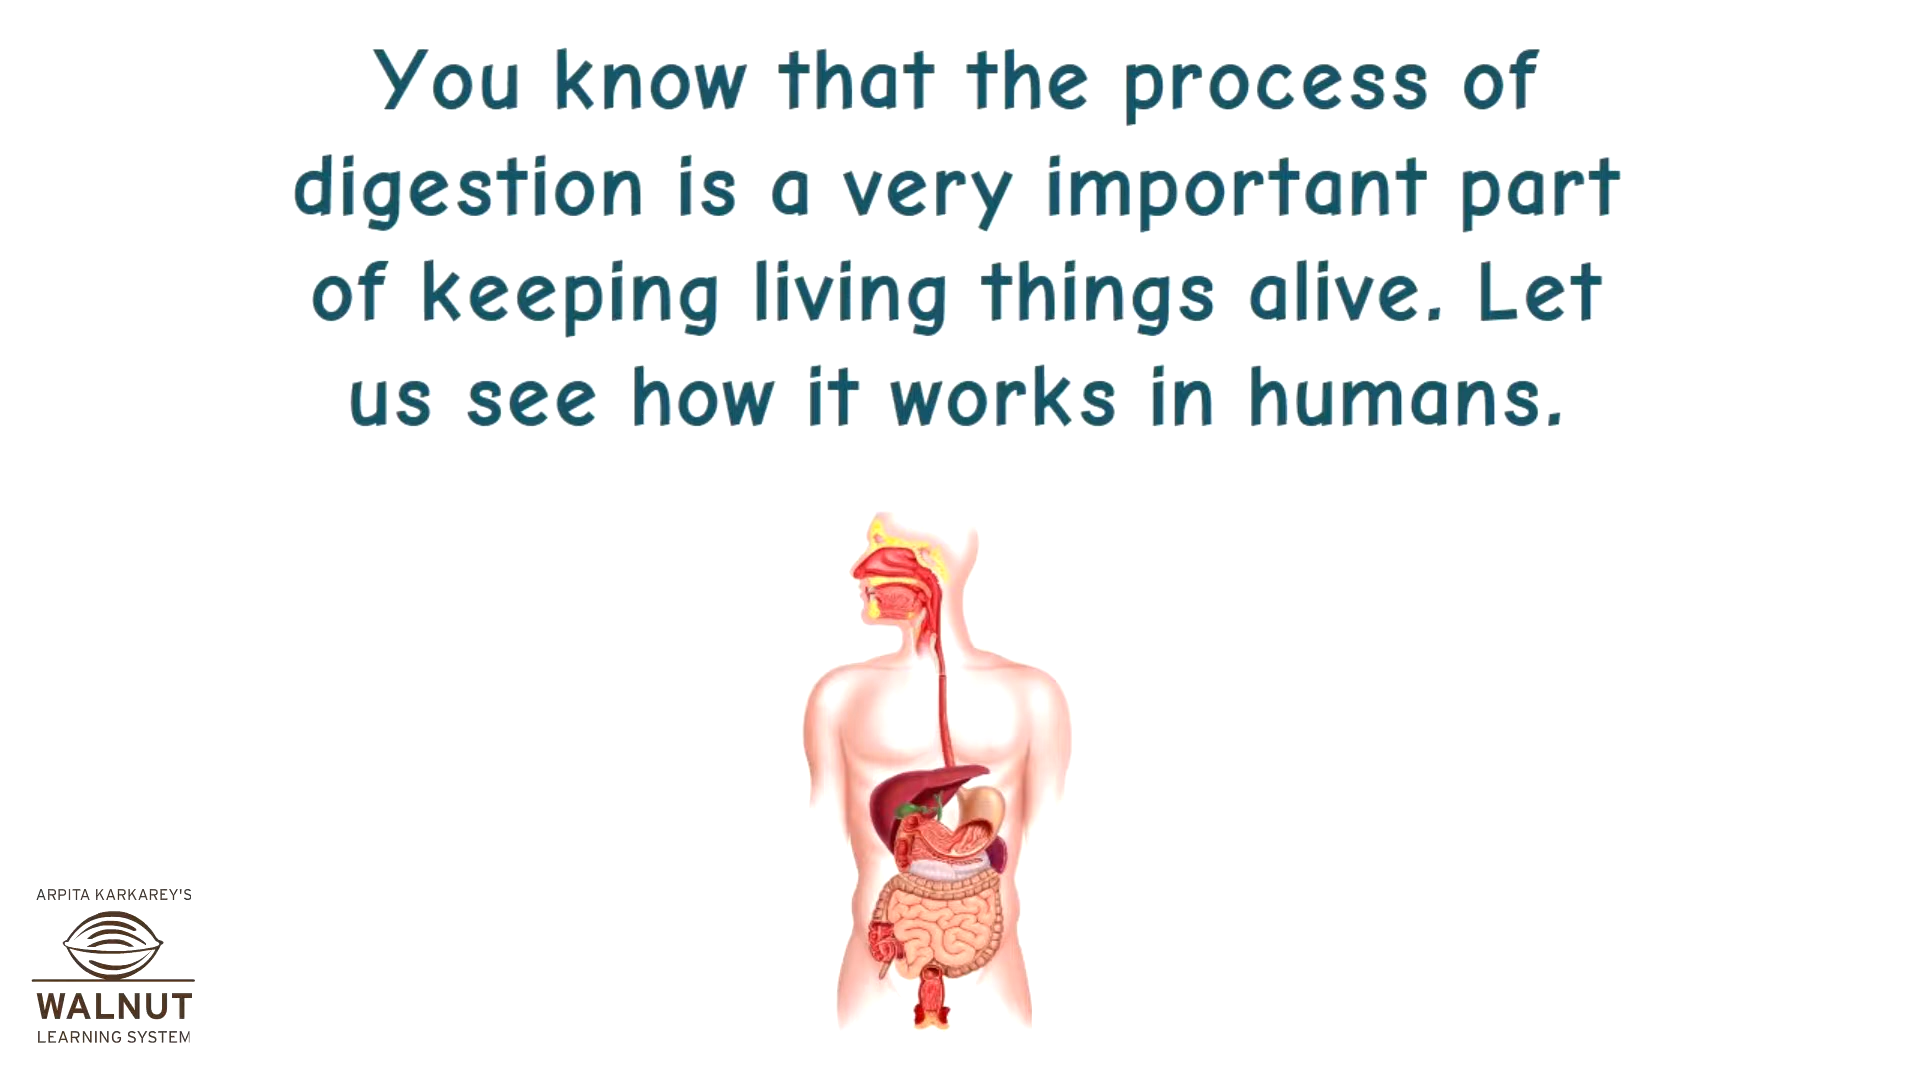 You know that the process of
digestion is a very important part
of keeping living things alive. Let
us see how it works in humans.
ARPITA KARKAREY'S
WALNUT
LEARNING SYSTEM